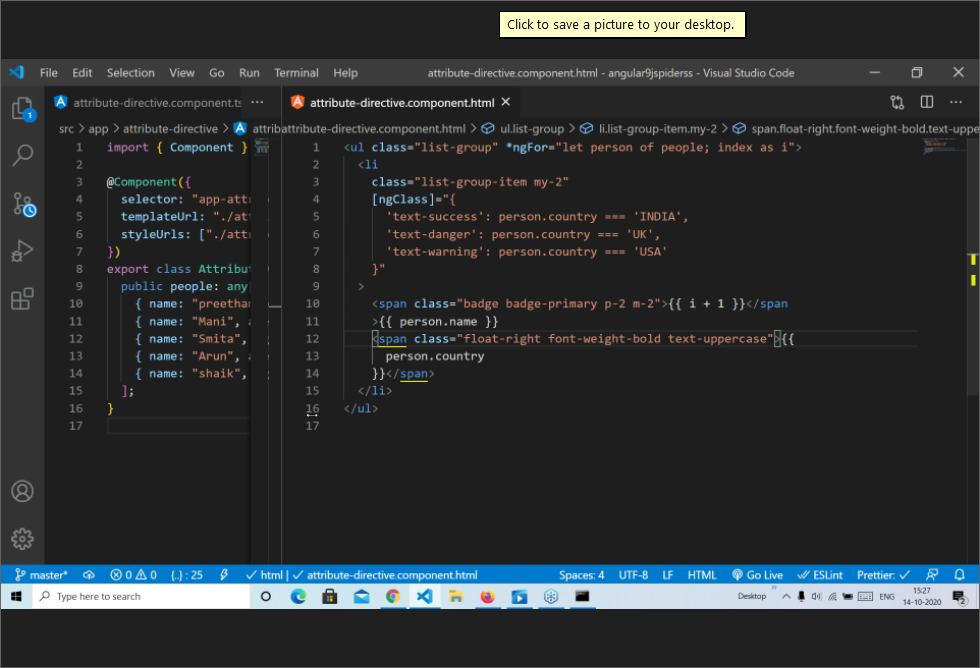 Click to save a picture to your desktop.
File Edit Selection View Go Run Terminal Help attribute-directive.component.html - angular9jspiderss - Visual Studio Code
attribute-directive.component.ts ···
src > app > attribute-directive >
1 import { Component }
2
3 @Component({
4 selector: "app-attr
5 templateUrl: "./att
6 styleUrls: ["./attr
7 })
8 export class Attribut
9 public people: any
10 { name: "preethan
11 { name: "Mani",
12 { name: "Smita",
13 { name: "Arun",
14 { name: "shaik",
15 ];
16 }
17
attribute-directive.component.html ×
attribute-directive.component.html > ul.list-group > li.list-group-item.my-2 > span.float-right.font-weight-bold.text-uppe
1 <ul class="list-group" *ngFor="let person of people; index as i">
2 <li
3 class="list-group-item my-2"
4 [ngClass]="{
5 'text-success': person.country === 'INDIA',
6 'text-danger': person.country === 'UK',
7 'text-warning': person.country === 'USA'
8 }"
9 >
10 <span class="badge badge-primary p-2 m-2">{{ i + 1 }}</span
11 >{{ person.name }}
12 <span class="float-right font-weight-bold text-uppercase">{{
13 person.country
14 }}</span>
15 </li>
16 </ul>
17
1
master* 0 0 {..} : 25 html | attribute-directive.component.html Spaces: 4 UTF-8 LF HTML Go Live ESLint Prettier:
Type here to search Desktop ENG 15:27
14-10-2020 2